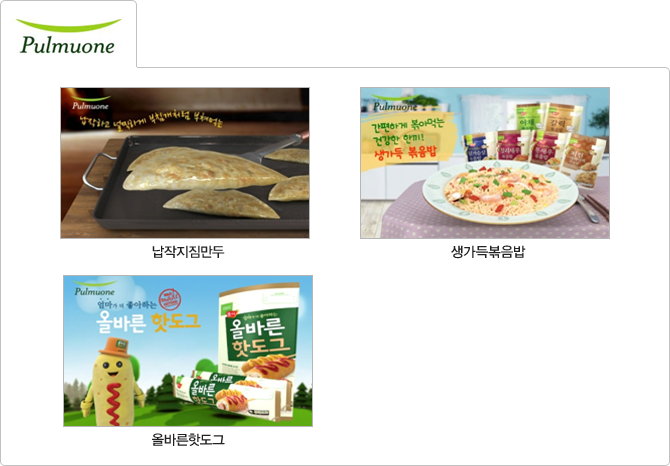 Pulmuone
Pulmuone
납작하고 넓적하게 부침개처럼 부쳐먹는
납작지짐만두
Pulmuone
간편하게 볶아먹는
건강한 한끼!
생가득 볶음밥
생가득볶음밥
Pulmuone
엄마가 더 좋아하는
올바른 핫도그
올바른
핫도그
올바른
핫도그
올바른핫도그